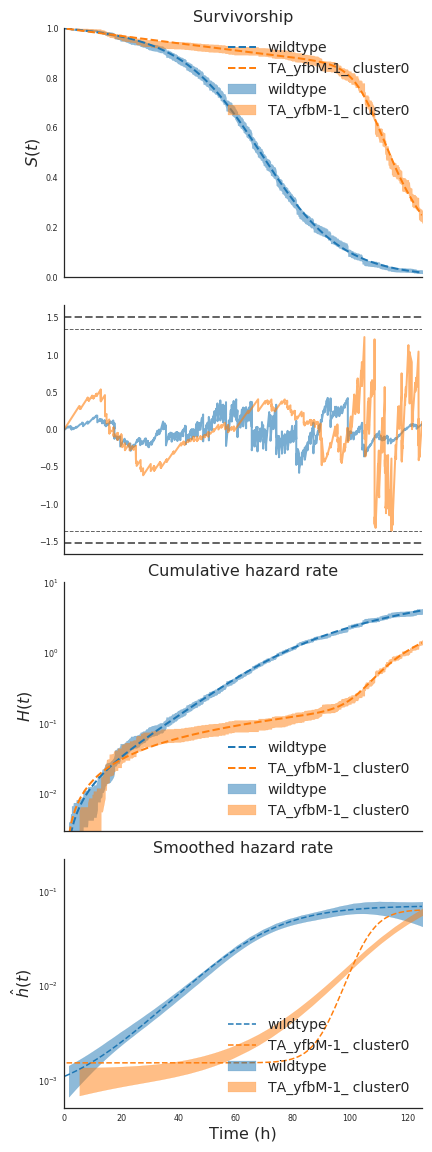 Survivorship
1.0
0.8
0.6
0.4
0.2
0.0
S(t)
wildtype
TA_yfbM-1_ cluster0
wildtype
TA_yfbM-1_ cluster0
1.5
1.0
0.5
0.0
−0.5
−1.0
−1.5
Cumulative hazard rate
10¹
10⁰
10⁻¹
10⁻²
H(t)
wildtype
TA_yfbM-1_ cluster0
wildtype
TA_yfbM-1_ cluster0
Smoothed hazard rate
10⁻¹
10⁻²
10⁻³
ĥ(t)
wildtype
TA_yfbM-1_ cluster0
wildtype
TA_yfbM-1_ cluster0
0 20 40 60 80 100 120
Time (h)